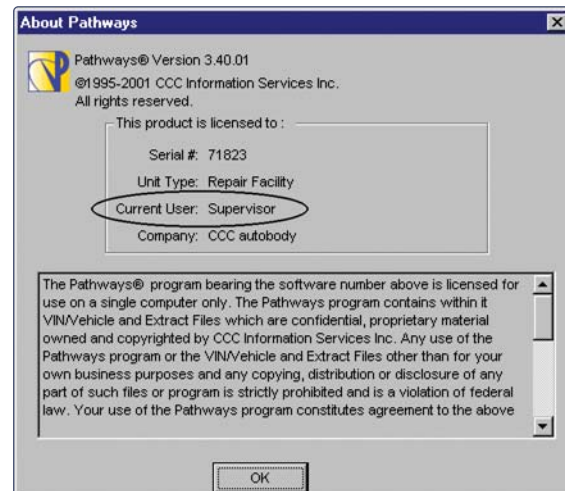 About Pathways
Pathways® Version 3.40.01
©1995-2001 CCC Information Services Inc.
All rights reserved.
This product is licensed to :
Serial #: 71823
Unit Type: Repair Facility
Current User: Supervisor
Company: CCC autobody
The Pathways® program bearing the software number above is licensed for
use on a single computer only. The Pathways program contains within it
VIN/Vehicle and Extract Files which are confidential, proprietary material
owned and copyrighted by CCC Information Services Inc. Any use of the
Pathways program or the VIN/Vehicle and Extract Files other than for your
own business purposes and any copying, distribution or disclosure of any
part of such files or program is strictly prohibited and is a violation of federal
law. Your use of the Pathways program constitutes agreement to the above
OK